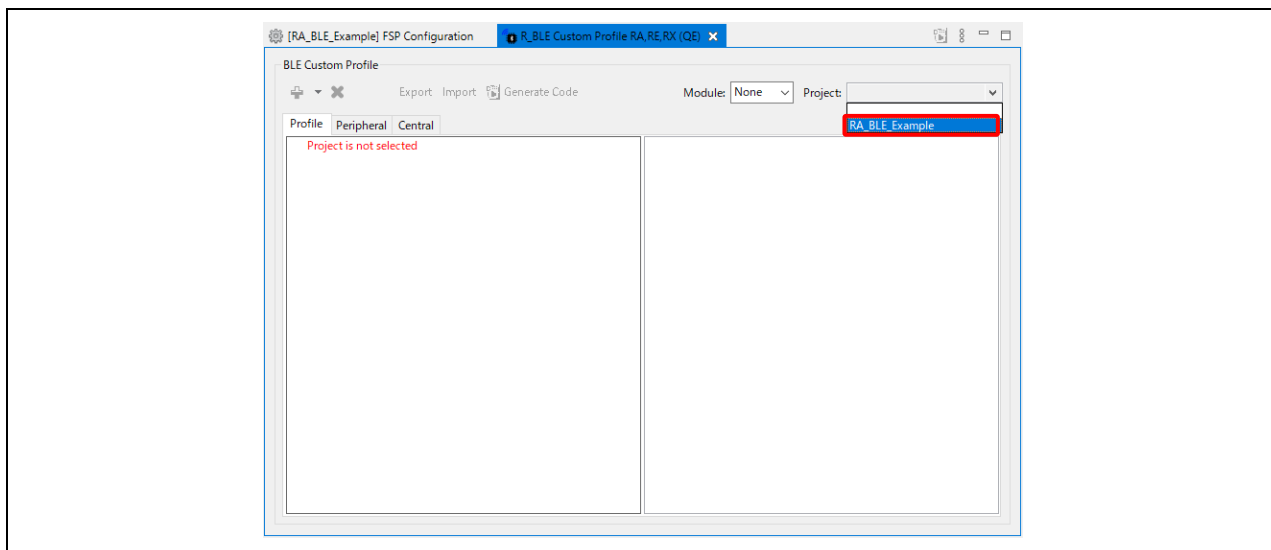 [RA_BLE_Example] FSP Configuration R_BLE Custom Profile RA,RE,RX (QE)
BLE Custom Profile
Export Import Generate Code Module: None Project:
Profile Peripheral Central RA_BLE_Example
Project is not selected